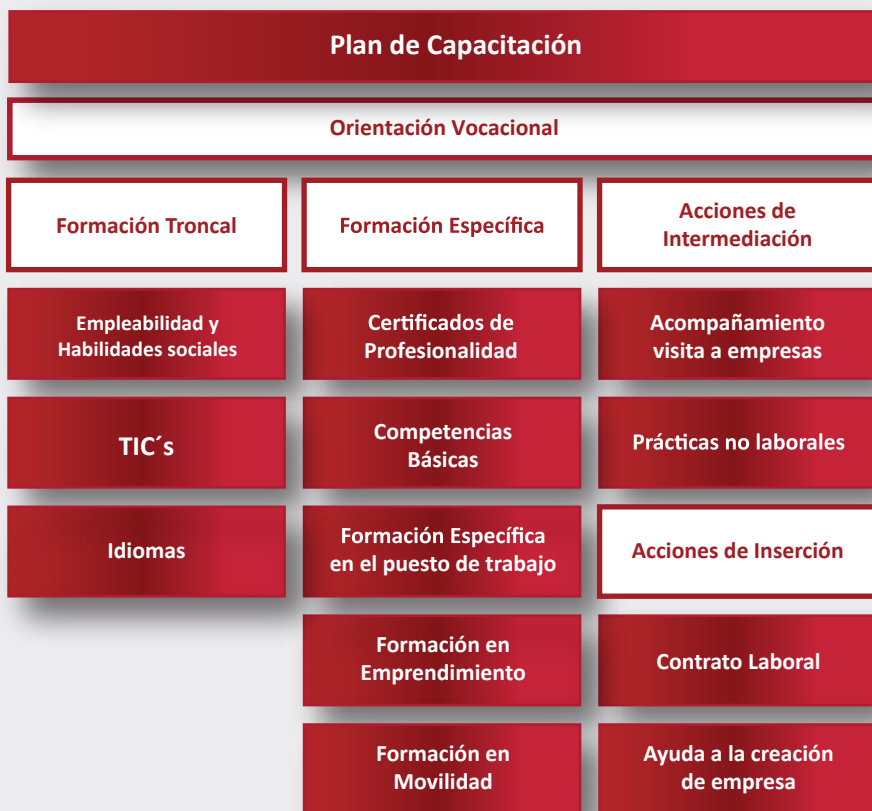 Plan de Capacitación
Orientación Vocacional
Formación Troncal
Formación Específica
Acciones de
Intermediación
Empleabilidad y
Habilidades sociales
Certificados de
Profesionalidad
Acompañamiento
visita a empresas
TIC´s
Competencias
Básicas
Prácticas no laborales
Idiomas
Formación Específica
en el puesto de trabajo
Acciones de Inserción
Formación en
Emprendimiento
Contrato Laboral
Formación en
Movilidad
Ayuda a la creación
de empresa